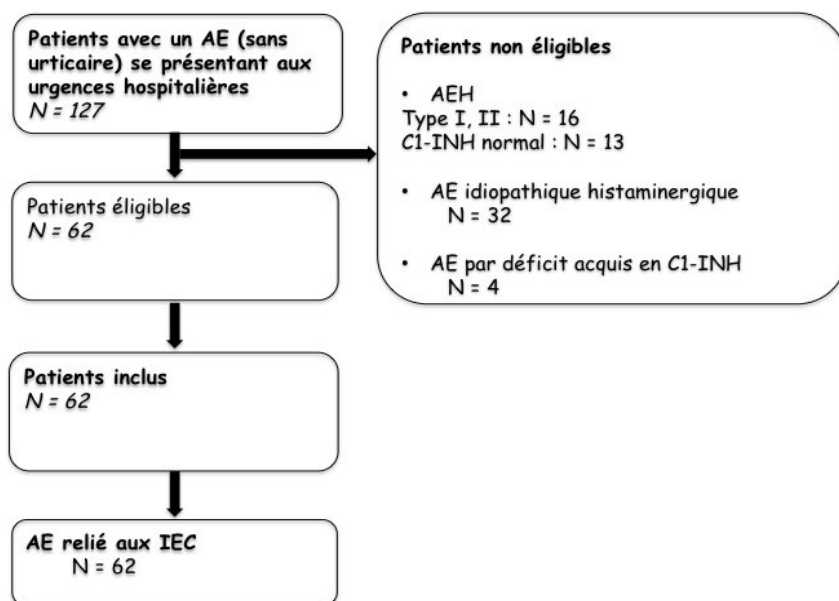 Patients avec un AE (sans
urticaire) se présentant aux
urgences hospitalières
N = 127
Patients non éligibles
• AEH
Type I, II : N = 16
C1-INH normal : N = 13
• AE idiopathique histaminergique
N = 32
• AE par déficit acquis en C1-INH
N = 4
Patients éligibles
N = 62
Patients inclus
N = 62
AE relié aux IEC
N = 62